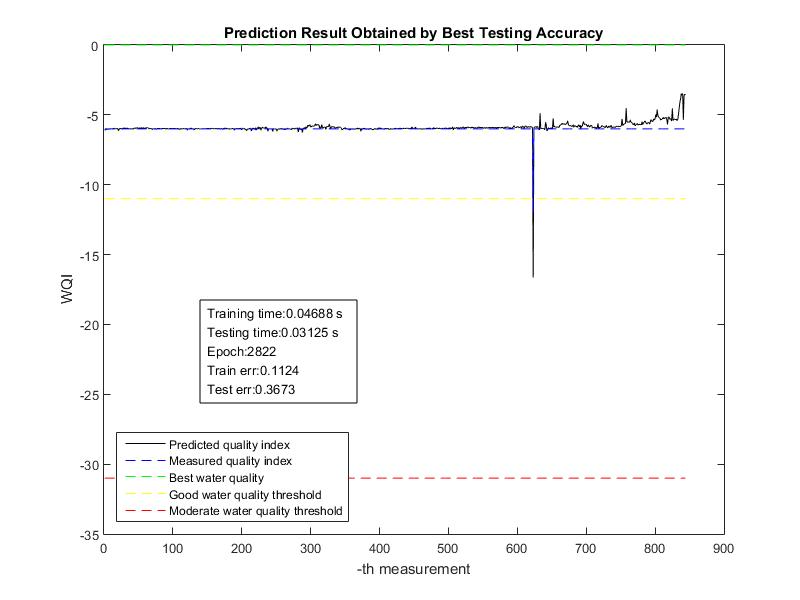 Prediction Result Obtained by Best Testing Accuracy
0
-5
-10
-15
-20
-25
-30
-35
WQI
Training time:0.04688 s
Testing time:0.03125 s
Epoch:2822
Train err:0.1124
Test err:0.3673
Predicted quality index
Measured quality index
Best water quality
Good water quality threshold
Moderate water quality threshold
0 100 200 300 400 500 600 700 800 900
-th measurement